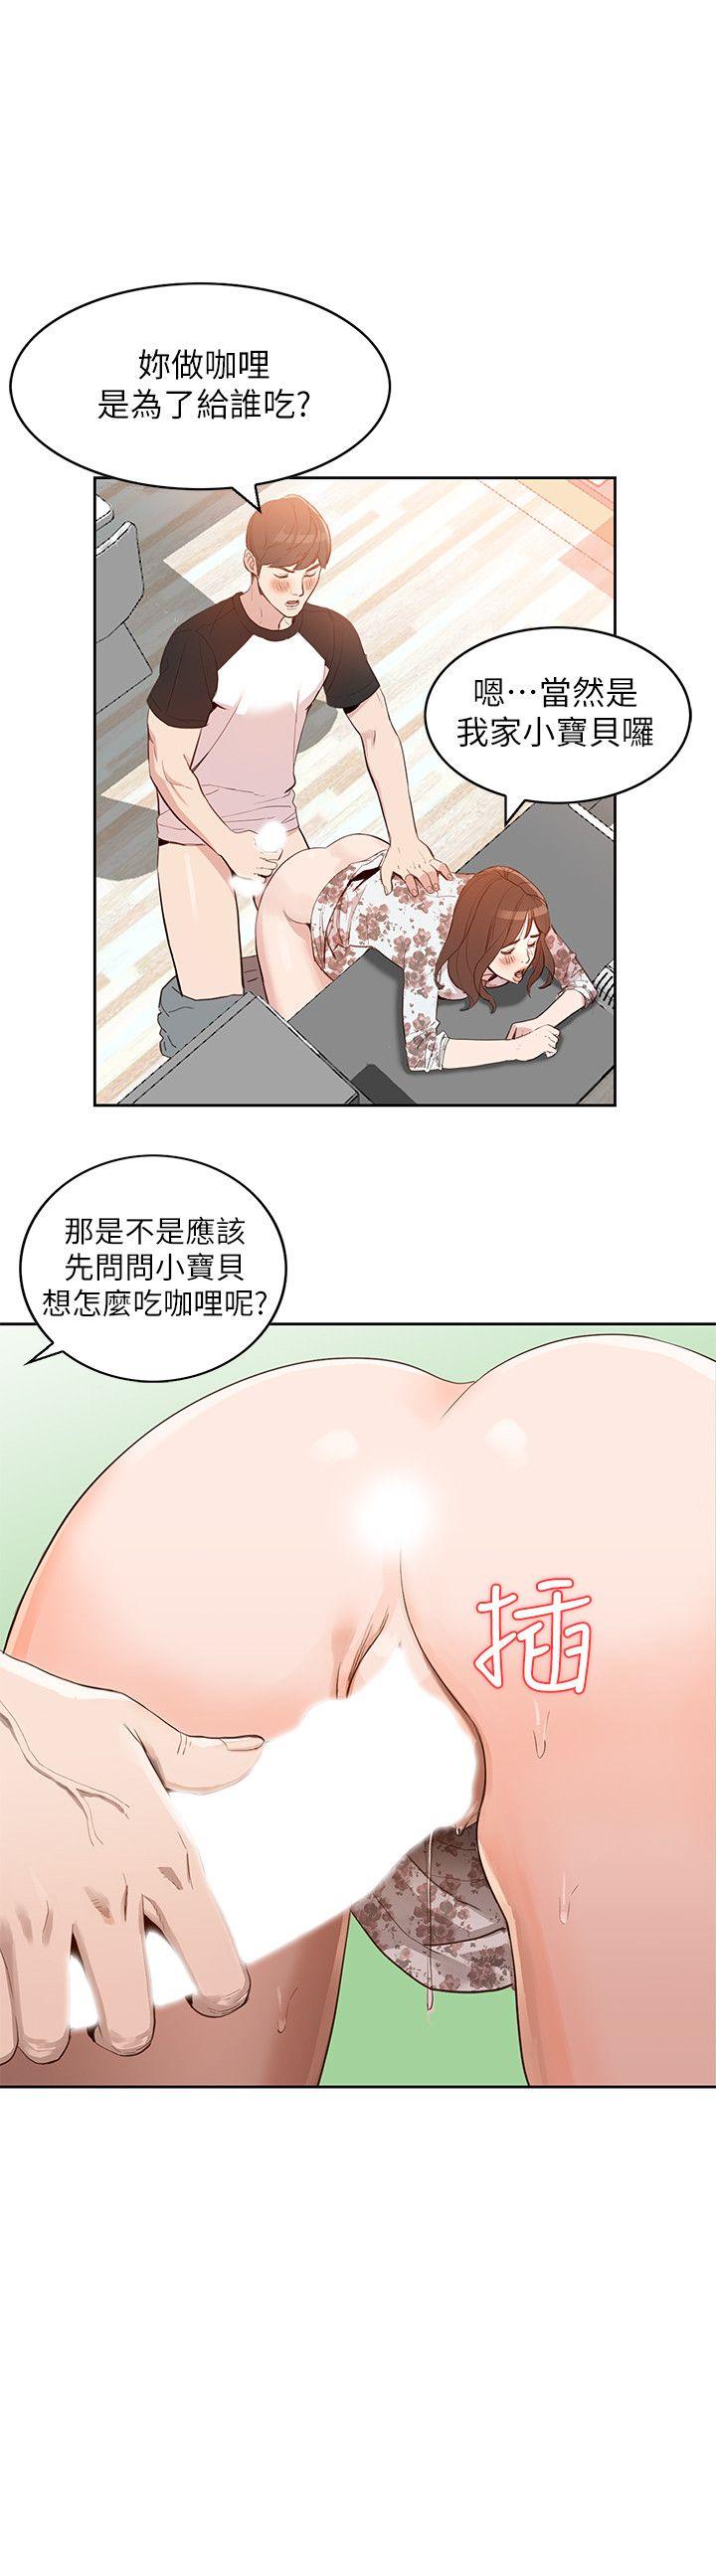 妳做咖哩
是為了給誰吃?
嗯…當然是
我家小寶貝囉
那是不是應該
先問問小寶貝
想怎麼吃咖哩呢?
插